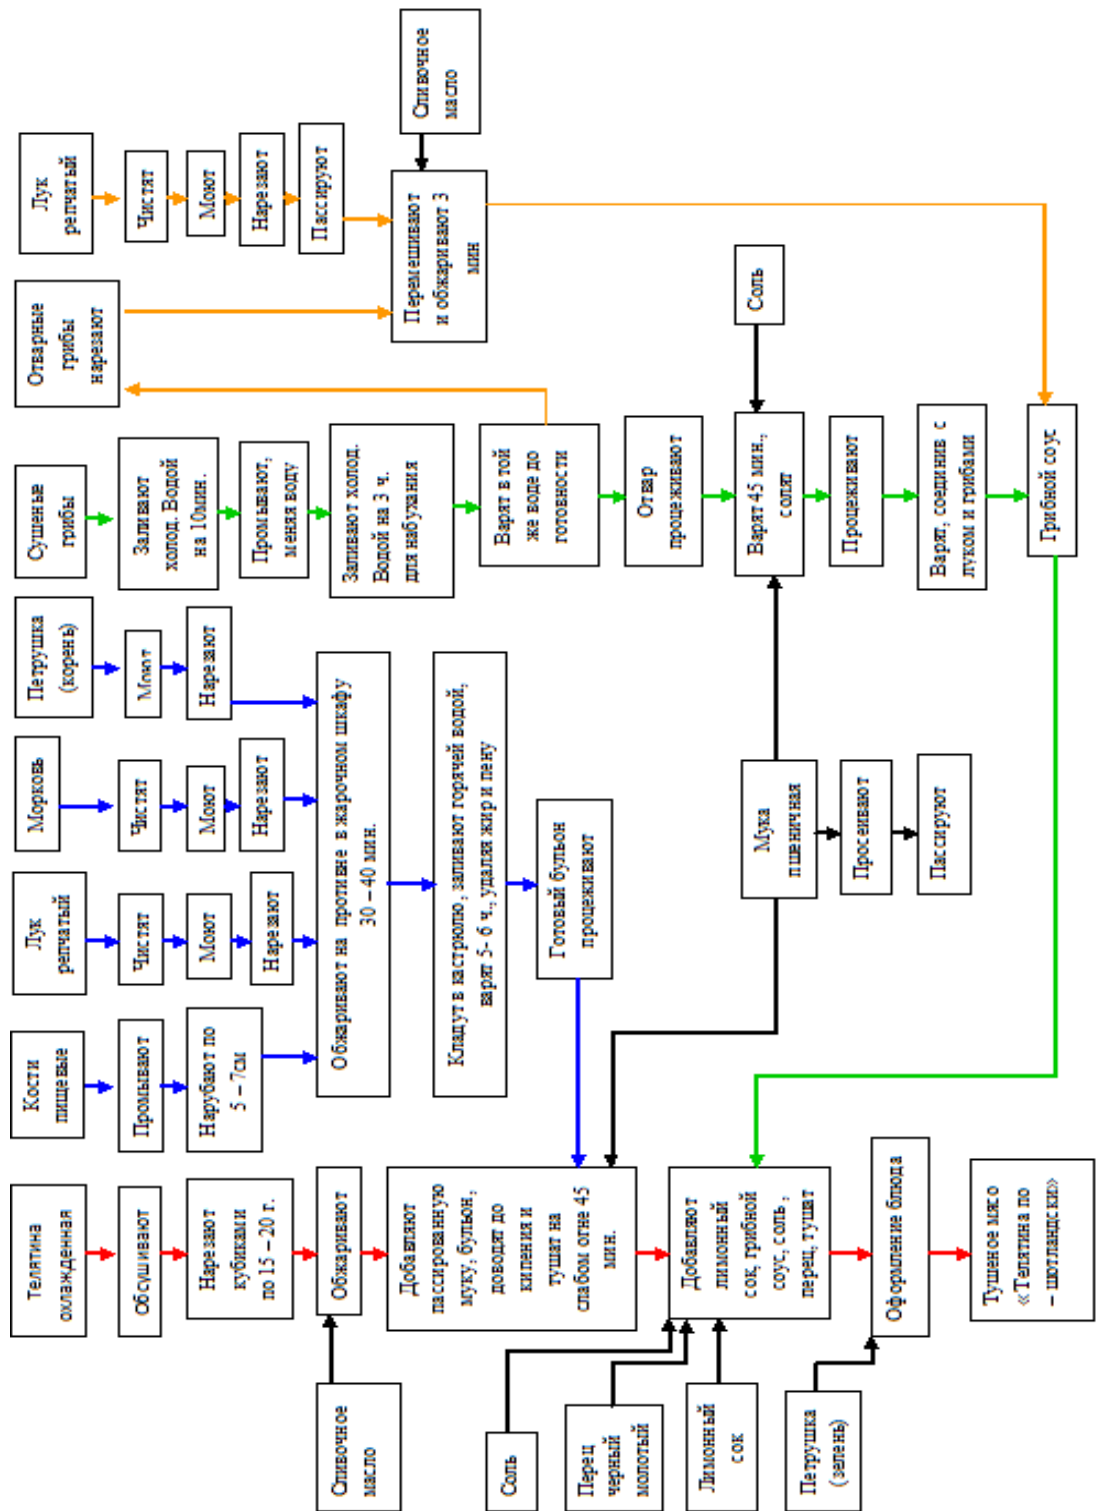 Телятина
охлажденная
Обсушивают
Нарезают
кубиками
по 15 – 20 г.
Сливочное
масло
Обжаривают
Добавляют
пассированную
муку, бульон,
доводят до
кипения и
тушат на
слабом огне 45
мин.
Соль
Перец
черный
молотый
Лимонный
сок
Добавляют
лимонный
сок, грибной
соус, соль,
перец, тушат
Петрушка
(зелень)
Оформление блюда
Тушеное мясо
«Телятина по
– шотландски»
Кости
пищевые
Промывают
Нарубают по
5 – 7см
Лук
репчатый
Чистят
Моют
Нарезают
Морковь
Чистят
Моют
Нарезают
Петрушка
(корень)
Моют
Нарезают
Обжаривают на противне в жарочном шкафу
30 – 40 мин.
Кладут в кастрюлю, заливают горячей водой,
варят 5- 6 ч., удаляя жир и пену
Готовый бульон
процеживают
Мука
пшеничная
Просеивают
Пассируют
Сушеные
грибы
Заливают
холод. Водой
на 10мин.
Промывают,
меняя воду
Заливают холод.
Водой на 3 ч.
для набухания
Варят в той
же воде до
готовности
Отвар
процеживают
Варят 45 мин.,
солят
Соль
Процеживают
Варят, соединив с
луком и грибами
Грибной соус
Отварные
грибы
нарезают
Лук
репчатый
Чистят
Моют
Нарезают
Пассируют
Сливочное
масло
Перемешивают
и обжаривают 3
мин